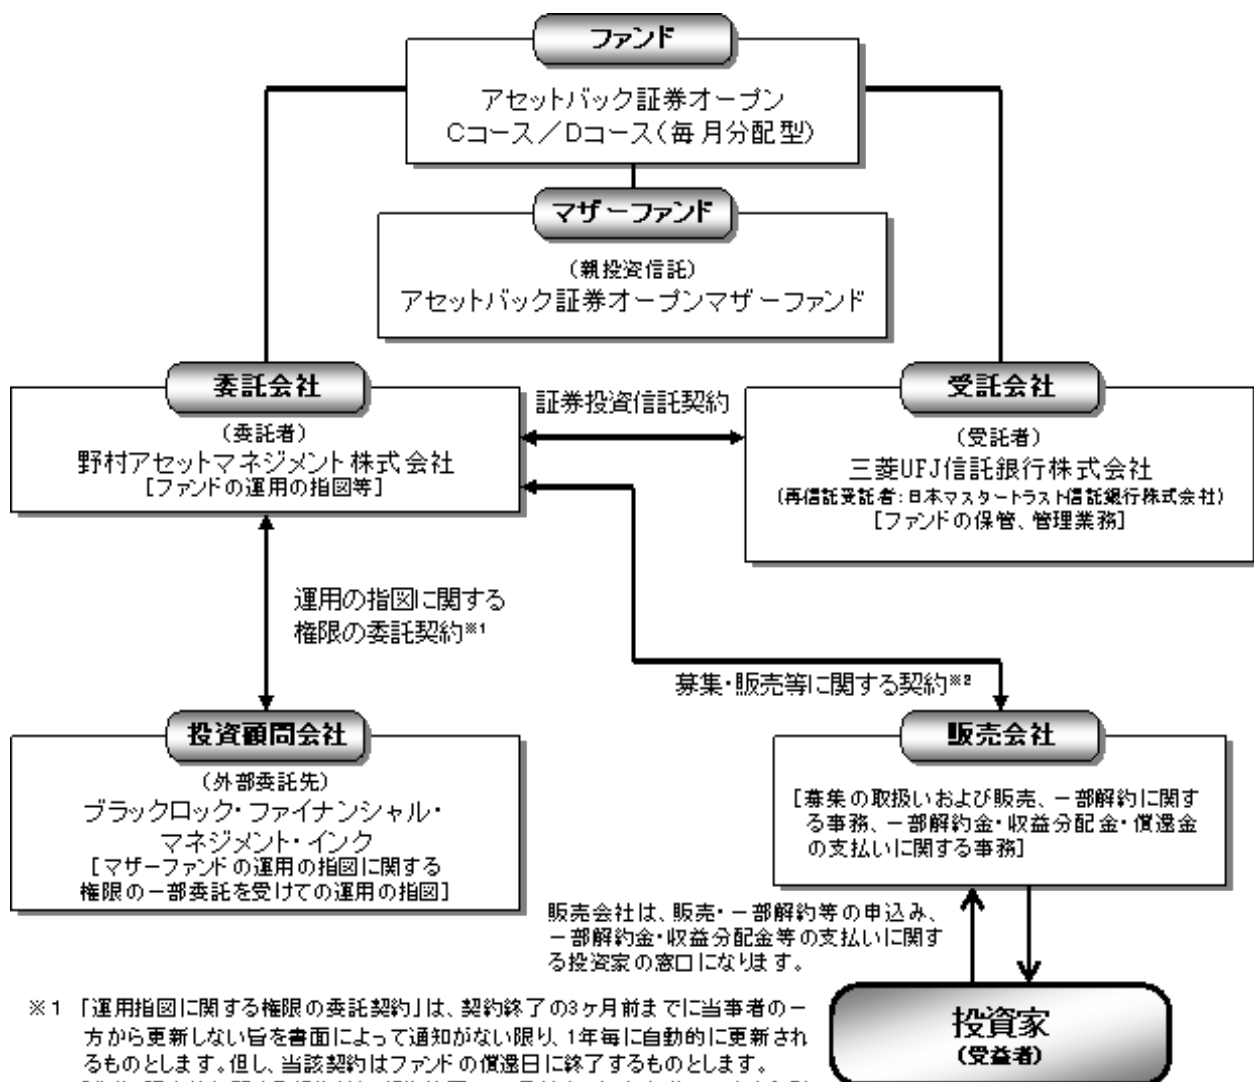 ファンド
アセットバック証券オープン
Cコース／Dコース(毎月分配型)
マザーファンド
(親投資信託)
アセットバック証券オープンマザーファンド
委託会社
(委託者)
野村アセットマネジメント株式会社
[ファンドの運用の指図等]
証券投資信託契約
受託会社
(受託者)
三菱UFJ信託銀行株式会社
(再信託受託者:日本マスタートラスト信託銀行株式会社)
[ファンドの保管、管理業務]
運用の指図に関する
権限の委託契約※1
募集・販売等に関する契約※2
投資顧問会社
(外部委託先)
ブラックロック・ファイナンシャル・
マネジメント・インク
[マザーファンドの運用の指図に関する
権限の一部委託を受けての運用の指図]
販売会社
[募集の取扱いおよび販売、一部解約に関す
る事務、一部解約金・収益分配金・償還金
の支払いに関する事務]
販売会社は、販売・一部解約等の申込み、
一部解約金・収益分配金等の支払いに関す
る投資家の窓口になります。
投資家
(受益者)
※1 「運用指図に関する権限の委託契約」は、契約終了の3ヶ月前までに当事者の一
方から更新しない旨を書面によって通知がない限り、1年毎に自動的に更新され
るものとします。但し、当該契約はファンドの償還日に終了するものとします。